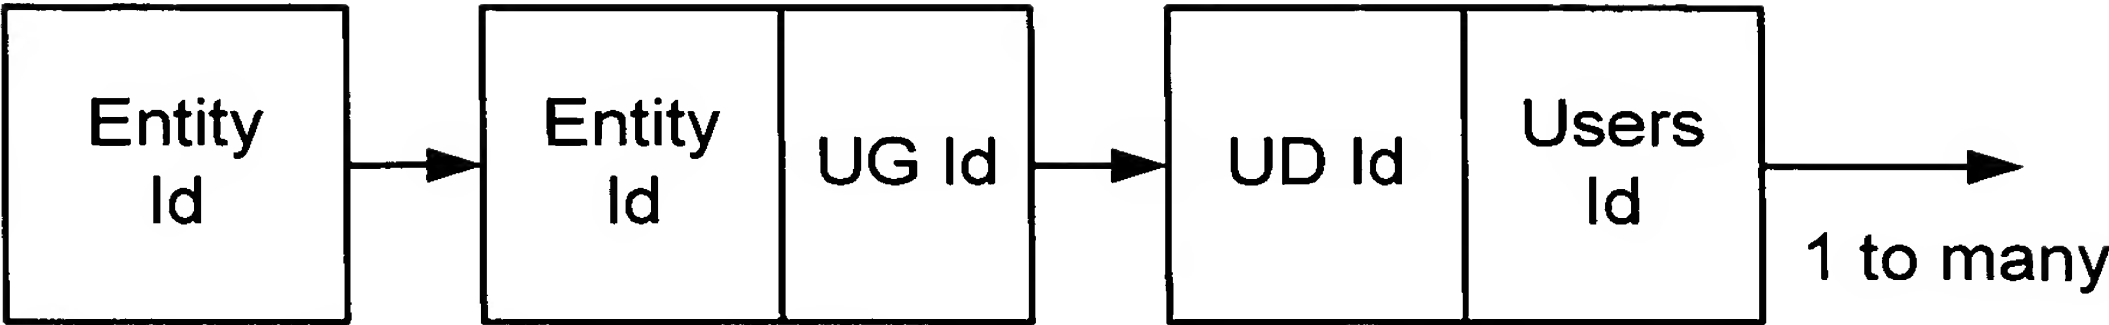 Entity
Id
Entity
Id
UG Id
UD Id
Users
Id
1 to many